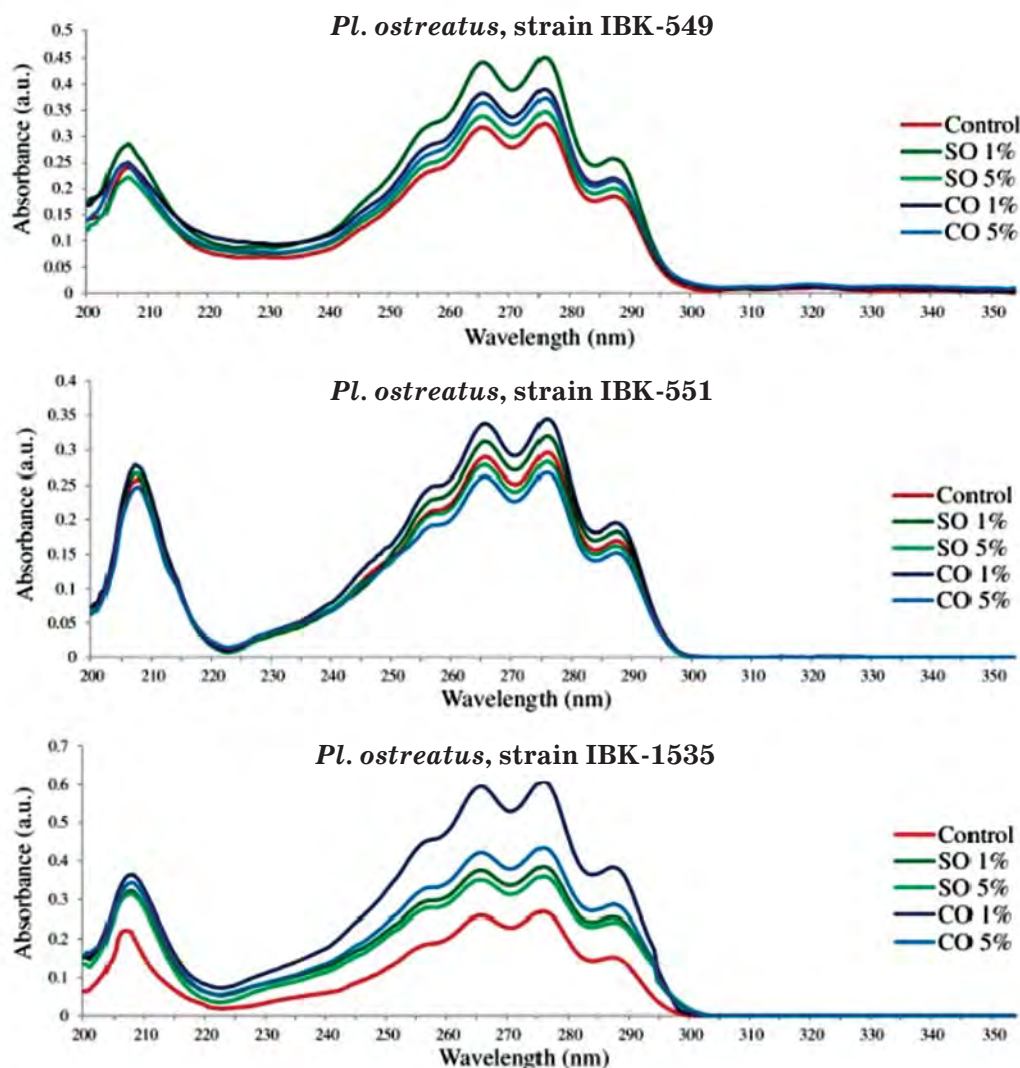 Pl. ostreatus, strain IBK-549
Absorbance (a.u.)
0.5
0.45
0.4
0.35
0.3
0.25
0.2
0.15
0.1
0.05
0
200 210 220 230 240 250 260 270 280 290 300 310 320 330 340 350
Wavelength (nm)
Control
SO 1%
SO 5%
CO 1%
CO 5%
Pl. ostreatus, strain IBK-551
Absorbance (a.u.)
0.4
0.35
0.3
0.25
0.2
0.15
0.1
0.05
0
200 210 220 230 240 250 260 270 280 290 300 310 320 330 340 350
Wavelength (nm)
Control
SO 1%
SO 5%
CO 1%
CO 5%
Pl. ostreatus, strain IBK-1535
Absorbance (a.u.)
0.7
0.6
0.5
0.4
0.3
0.2
0.1
0
200 210 220 230 240 250 260 270 280 290 300 310 320 330 340 350
Wavelength (nm)
Control
SO 1%
SO 5%
CO 1%
CO 5%